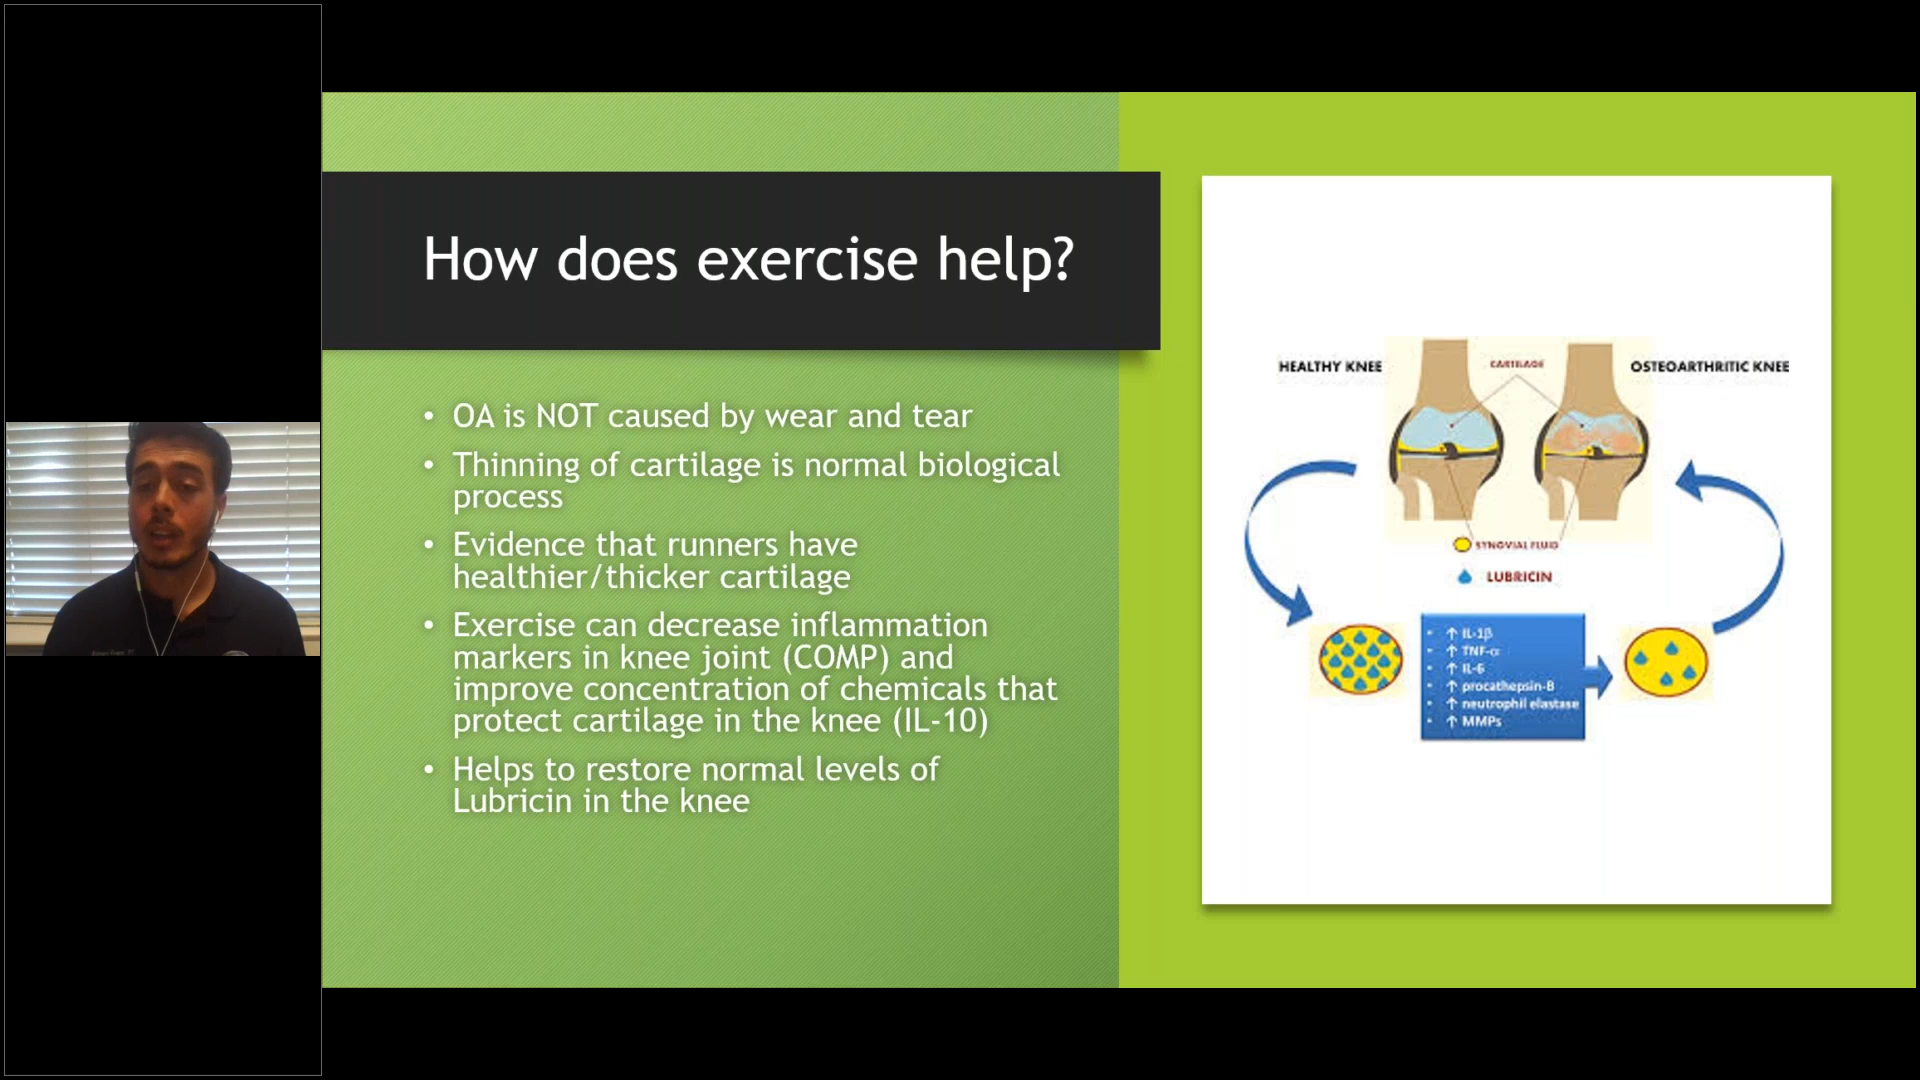 How does exercise help?
• OA is NOT caused by wear and tear
• Thinning of cartilage is normal biological
process
• Evidence that runners have
healthier/thicker cartilage
• Exercise can decrease inflammation
markers in knee joint (COMP) and
improve concentration of chemicals that
protect cartilage in the knee (IL-10)
• Helps to restore normal levels of
Lubricin in the knee
HEALTHY KNEE
CARTILAGE
OSTEOARTHRITIC KNEE
SYNOVIAL FLUID
LUBRICIN
• ↑ IL-1β
• ↑ TNF-α
• ↑ IL-6
• ↑ procathepsin-B
• ↑ neutrophil elastase
• ↑ MMPs